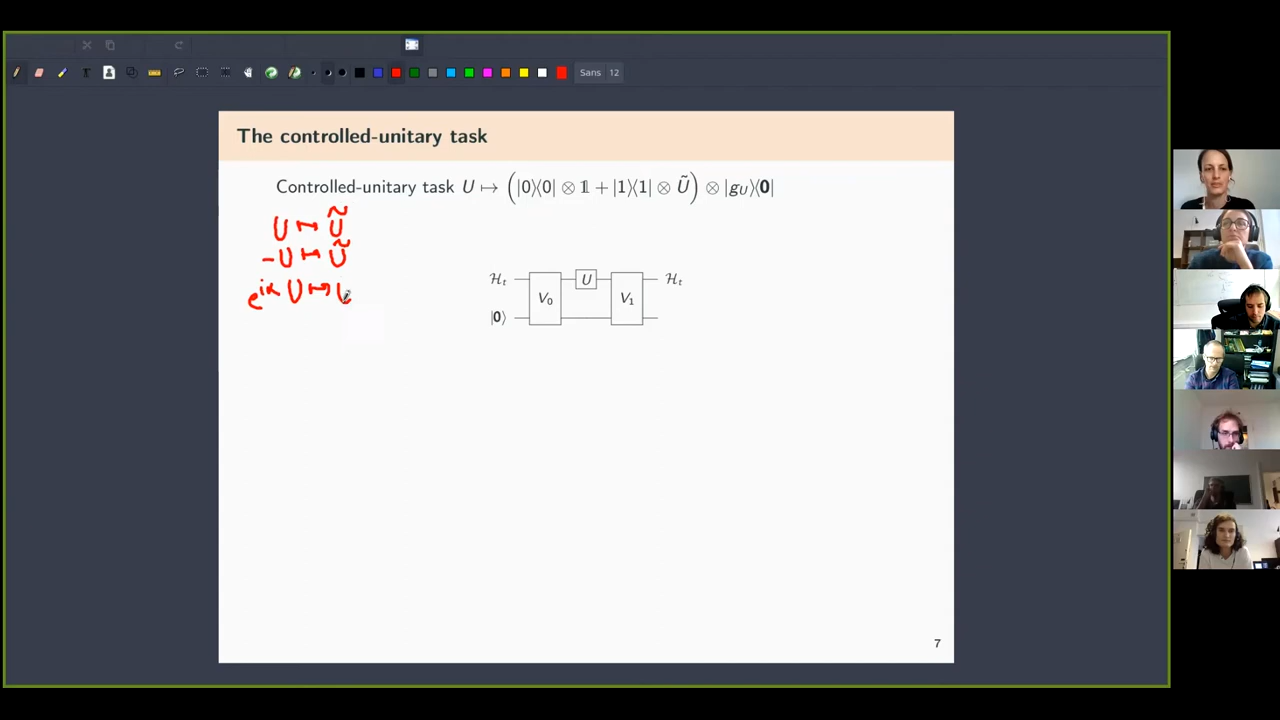 Sans 12
The controlled-unitary task
Controlled-unitary task U ↦ (|0⟩⟨0| ⊗ 𝟙 + |1⟩⟨1| ⊗ Ũ) ⊗ |g_U⟩⟨𝟎|
U ↦ Ũ
-U ↦ Ũ
e^{iα} U ↦ U
ℋ_t V_0 U V_1 ℋ_t
|𝟎⟩
7